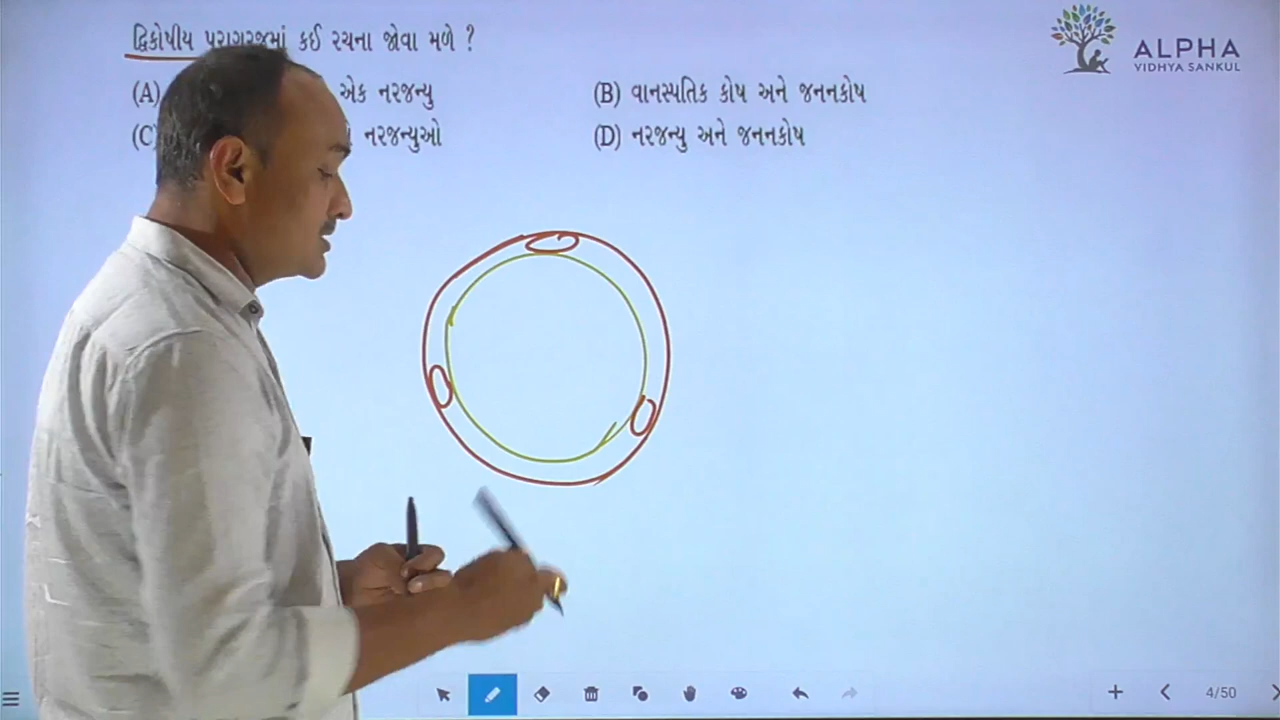 દ્વિકોષીય પરાગરજમાં કઈ રચના જોવા મળે ?
(A) એક નરજન્યુ
(B) વાનસ્પતિક કોષ અને જનનકોષ
(C) નરજન્યુઓ
(D) નરજન્યુ અને જનનકોષ
ALPHA
VIDHYA SANKUL
4/50